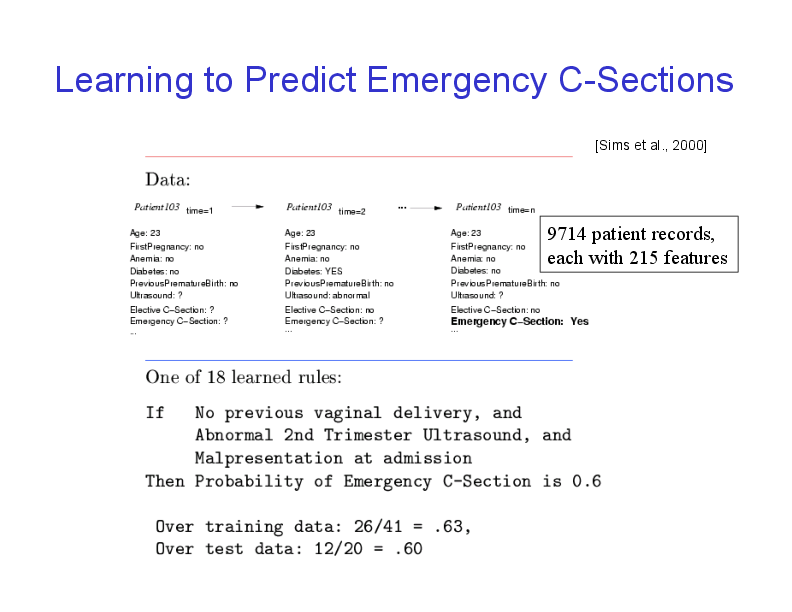 Learning to Predict Emergency C-Sections
[Sims et al., 2000]
Data:
Patient103 time=1
Patient103 time=2
...
Patient103 time=n
9714 patient records,
each with 215 features
Age: 23
FirstPregnancy: no
Anemia: no
Diabetes: no
PreviousPrematureBirth: no
Ultrasound: ?
Elective C−Section: ?
Emergency C−Section: ?
...
Age: 23
FirstPregnancy: no
Anemia: no
Diabetes: YES
PreviousPrematureBirth: no
Ultrasound: abnormal
Elective C−Section: no
Emergency C−Section: ?
...
Age: 23
FirstPregnancy: no
Anemia: no
Diabetes: no
PreviousPrematureBirth: no
Ultrasound: ?
Elective C−Section: no
Emergency C−Section: Yes
...
One of 18 learned rules:
If No previous vaginal delivery, and
Abnormal 2nd Trimester Ultrasound, and
Malpresentation at admission
Then Probability of Emergency C-Section is 0.6
Over training data: 26/41 = .63,
Over test data: 12/20 = .60